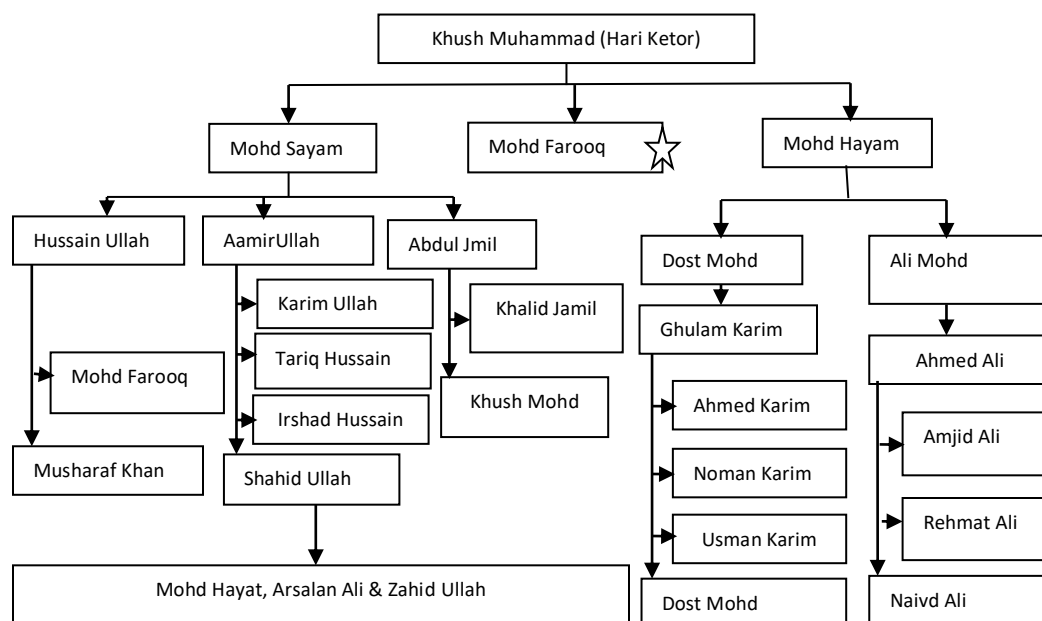 Khush Muhammad (Hari Ketor)
Mohd Sayam
Mohd Farooq
Mohd Hayam
Hussain Ullah
AamirUllah
Abdul Jmil
Dost Mohd
Ali Mohd
Karim Ullah
Khalid Jamil
Ghulam Karim
Tariq Hussain
Ahmed Ali
Mohd Farooq
Khush Mohd
Ahmed Karim
Irshad Hussain
Amjid Ali
Musharaf Khan
Shahid Ullah
Noman Karim
Rehmat Ali
Usman Karim
Mohd Hayat, Arsalan Ali & Zahid Ullah
Dost Mohd
Naivd Ali